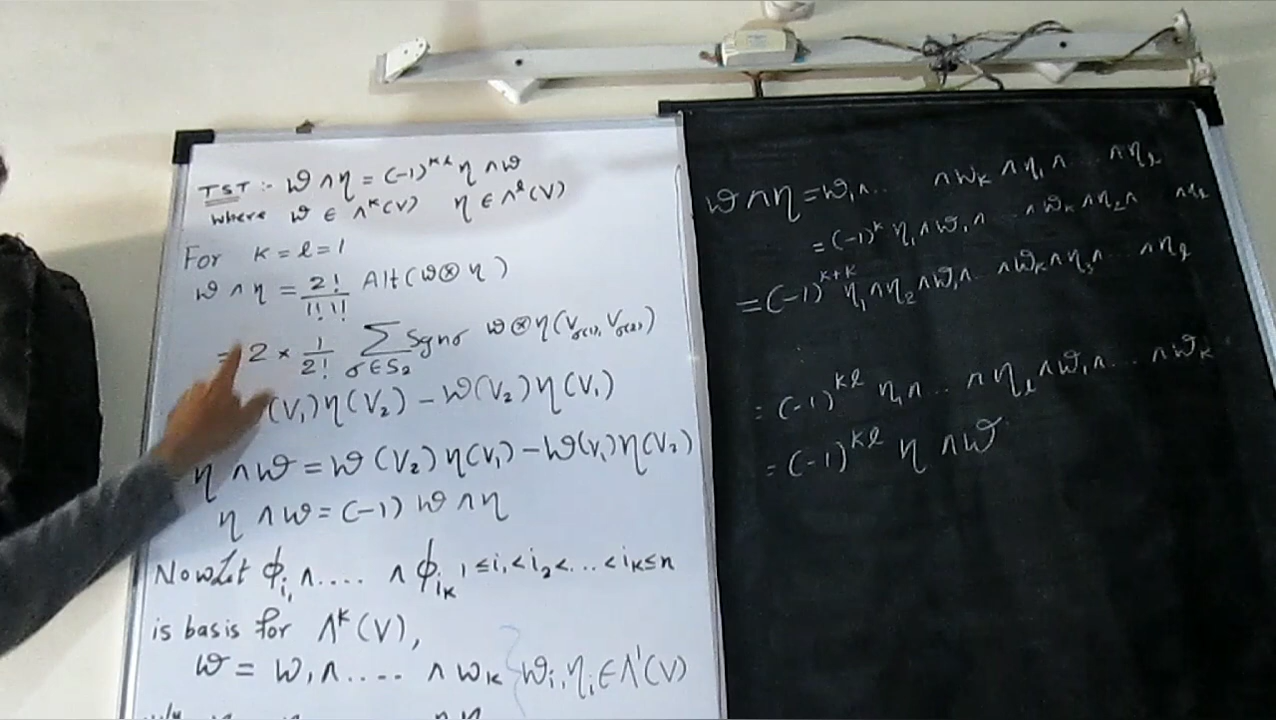 TST :- ω ∧ η = (-1)^{kl} η ∧ ω
where ω ∈ Λ^k(V) η ∈ Λ^l(V)
For k = l = 1
ω ∧ η = 2!/1!1! Alt(ω ⊗ η)
= 2 × 1/2! Σ_{σ∈S₂} Sgnσ ω⊗η(V_{σ(1)}, V_{σ(2)})
(V₁)η(V₂) - ω(V₂)η(V₁)
η ∧ ω = ω(V₂)η(V₁) - ω(V₁)η(V₂)
η ∧ ω = (-1) ω ∧ η
Now Let ϕ_{i₁} ∧ .... ∧ ϕ_{i_k} 1 ≤ i₁ < i₂ < ... < i_k ≤ n
is basis for Λ^k(V),
ω = ω₁ ∧ .... ∧ ω_k } ω_i, η_i ∈ Λ¹(V)
ω ∧ η = ω₁ ∧ .. ∧ ω_k ∧ η₁ ∧ .. ∧ η_l
= (-1)^k η₁ ∧ ω₁ ∧ .. ∧ ω_k ∧ η₂ ∧ ∧ η_l
= (-1)^{k+k} η₁ ∧ η₂ ∧ ω₁ ∧ .. ∧ ω_k ∧ η₃ ∧ ... ∧ η_l
= (-1)^{kl} η₁ ∧ ... ∧ η_l ∧ ω₁ ∧ ... ∧ ω_k
= (-1)^{kl} η ∧ ω